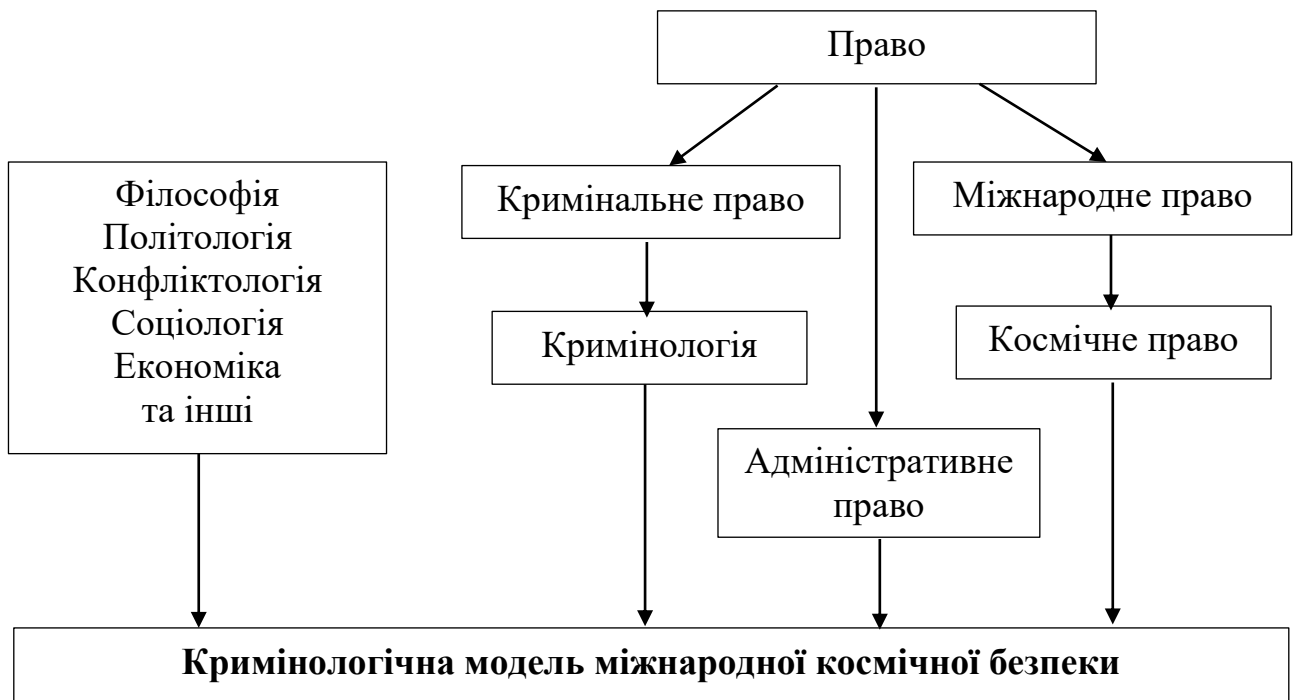 Право
Філософія
Політологія
Конфліктологія
Соціологія
Економіка
та інші
Кримінальне право
Міжнародне право
Кримінологія
Космічне право
Адміністративне
право
Кримінологічна модель міжнародної космічної безпеки